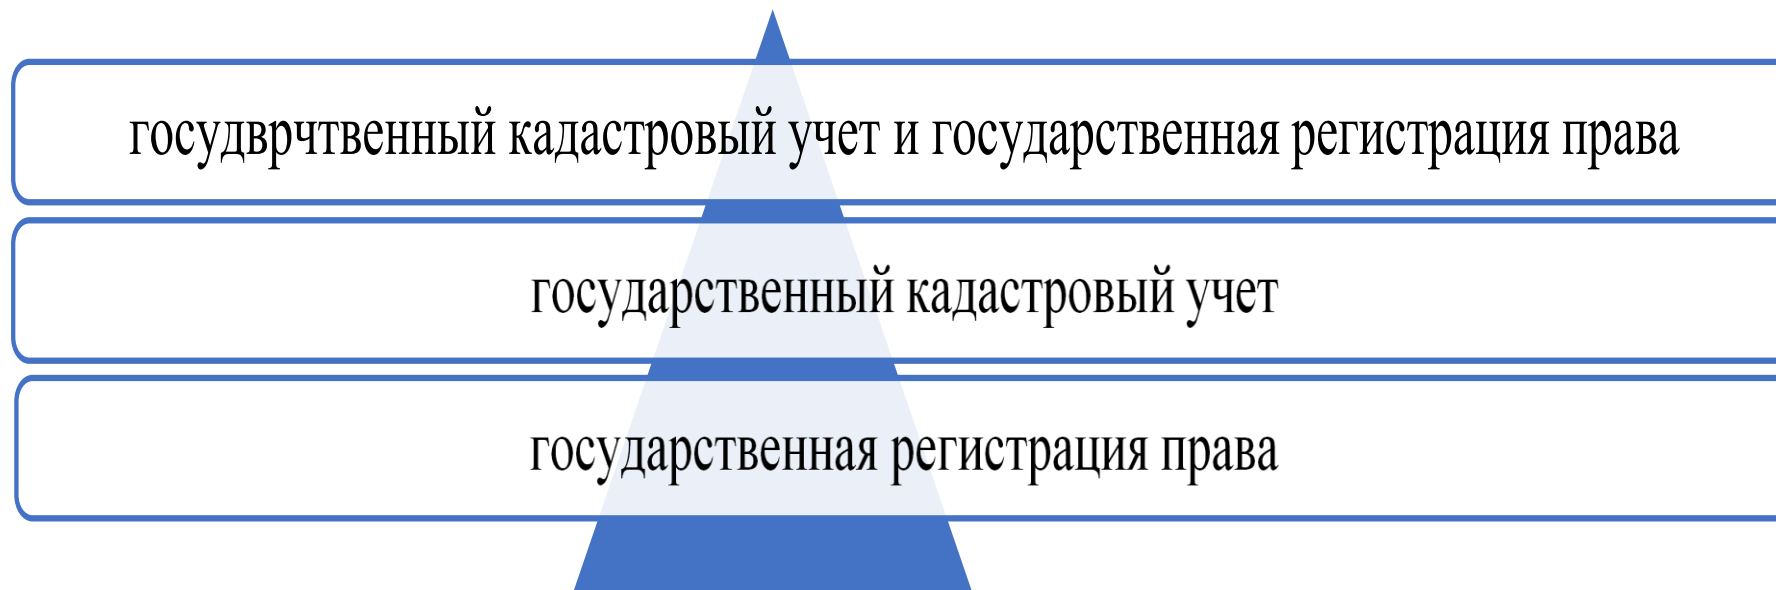 госудврчтвенный кадастровый учет и государственная регистрация права
государственный кадастровый учет
государственная регистрация права